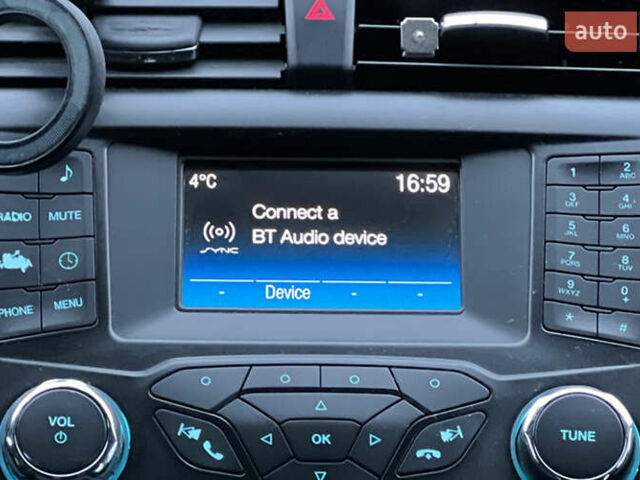 auto
4°C
16:59
Connect a
BT Audio device
SYNC
- Device - -
RADIO
MUTE
PHONE
MENU
1
2
ABC
3
DEF
4
GHI
5
JKL
6
MNO
7
PQRS
8
TUV
9
WXYZ
0
+
*
#
VOL
OK
TUNE